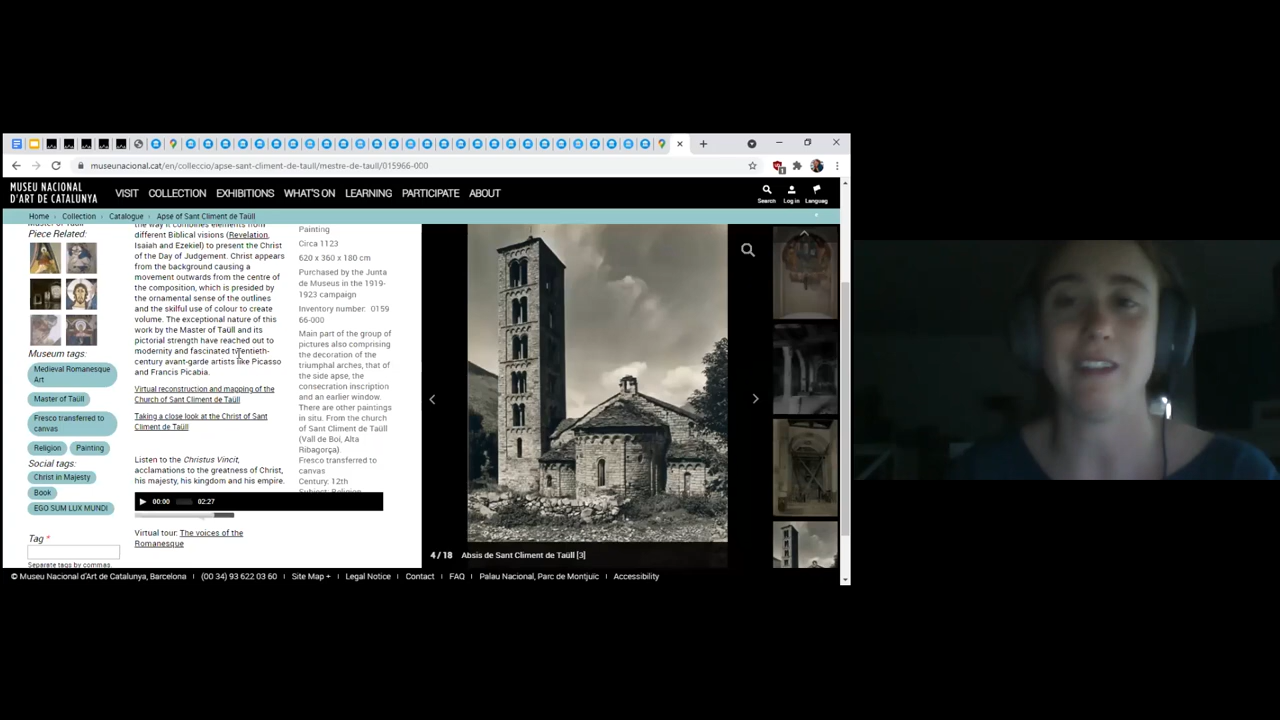 museunacional.cat/en/colleccio/apse-sant-climent-de-taull/mestre-de-taull/015966-000
MUSEU NACIONAL
D'ART DE CATALUNYA
VISIT COLLECTION EXHIBITIONS WHAT'S ON LEARNING PARTICIPATE ABOUT
Search Log in Languag
Home › Collection › Catalogue › Apse of Sant Climent de Taüll
Piece Related:
Museum tags:
Medieval Romanesque
Art
Master of Taüll
Fresco transferred to
canvas
Religion Painting
Social tags:
Christ in Majesty
Book
EGO SUM LUX MUNDI
Tag *
Separate tags by commas.
the way it combines elements from
different Biblical visions (Revelation,
Isaiah and Ezekiel) to present the Christ
of the Day of Judgement. Christ appears
from the background causing a
movement outwards from the centre of
the composition, which is presided by
the ornamental sense of the outlines
and the skilful use of colour to create
volume. The exceptional nature of this
work by the Master of Taüll and its
pictorial strength have reached out to
modernity and fascinated twentieth-
century avant-garde artists like Picasso
and Francis Picabia.
Virtual reconstruction and mapping of the
Church of Sant Climent de Taüll
Taking a close look at the Christ of Sant
Climent de Taüll
Listen to the Christus Vincit,
acclamations to the greatness of Christ,
his majesty, his kingdom and his empire.
00:00 02:27
Virtual tour: The voices of the
Romanesque
Painting
Circa 1123
620 x 360 x 180 cm
Purchased by the Junta
de Museus in the 1919-
1923 campaign
Inventory number: 0159
66-000
Main part of the group of
pictures also comprising
the decoration of the
triumphal arches, that of
the side apse, the
consecration inscription
and an earlier window.
There are other paintings
in situ. From the church
of Sant Climent de Taüll
(Vall de Boí, Alta
Ribagorça).
Fresco transferred to
canvas
Century: 12th
4 / 18 Absis de Sant Climent de Taüll [3]
© Museu Nacional d'Art de Catalunya, Barcelona | (00 34) 93 622 03 60 | Site Map + | Legal Notice | Contact | FAQ | Palau Nacional, Parc de Montjuïc | Accessibility